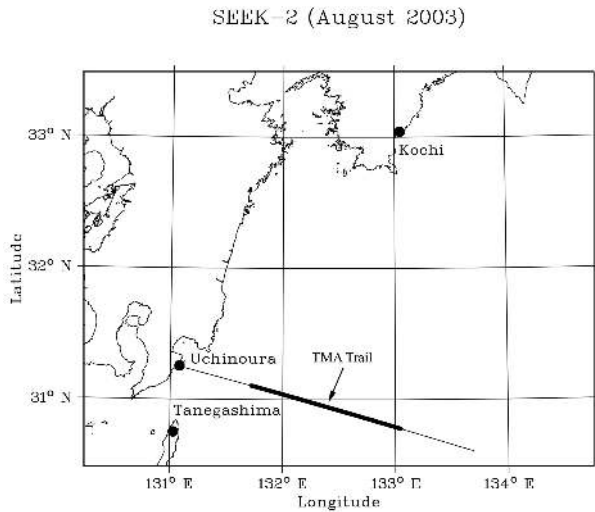 SEEK-2 (August 2003)
33° N
Kochi
32° N
Latitude
Uchinoura
TMA Trail
31° N
Tanegashima
131° E
132° E
133° E
134° E
Longitude